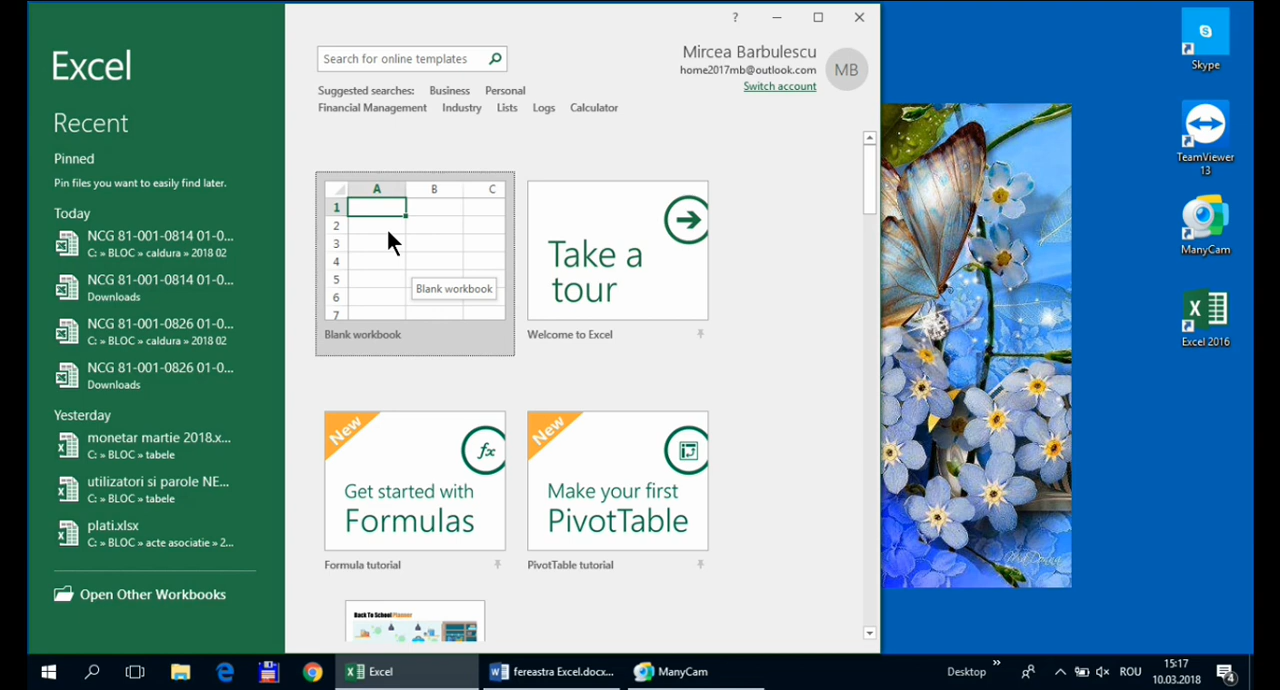 Excel
Recent
Pinned
Pin files you want to easily find later.
Today
NCG 81-001-0814 01-0...
C: » BLOC » caldura » 2018 02
NCG 81-001-0814 01-0...
Downloads
NCG 81-001-0826 01-0...
C: » BLOC » caldura » 2018 02
NCG 81-001-0826 01-0...
Downloads
Yesterday
monetar martie 2018.x...
C: » BLOC » tabele
utilizatori si parole NE...
C: » BLOC » tabele
plati.xlsx
C: » BLOC » acte asociatie » 2...
Open Other Workbooks
?
Search for online templates
Suggested searches: Business Personal
Financial Management Industry Lists Logs Calculator
Mircea Barbulescu
home2017mb@outlook.com
Switch account
MB
A B C
1
2
3
4
5
6
7
Blank workbook
Blank workbook
Take a
tour
Welcome to Excel
New
fx
Get started with
Formulas
Formula tutorial
New
Make your first
PivotTable
PivotTable tutorial
Back To School Planner
Skype
TeamViewer
13
ManyCam
Excel 2016
MaiDonna
Excel
fereastra Excel.docx...
ManyCam
Desktop
ROU
15:17
10.03.2018
4